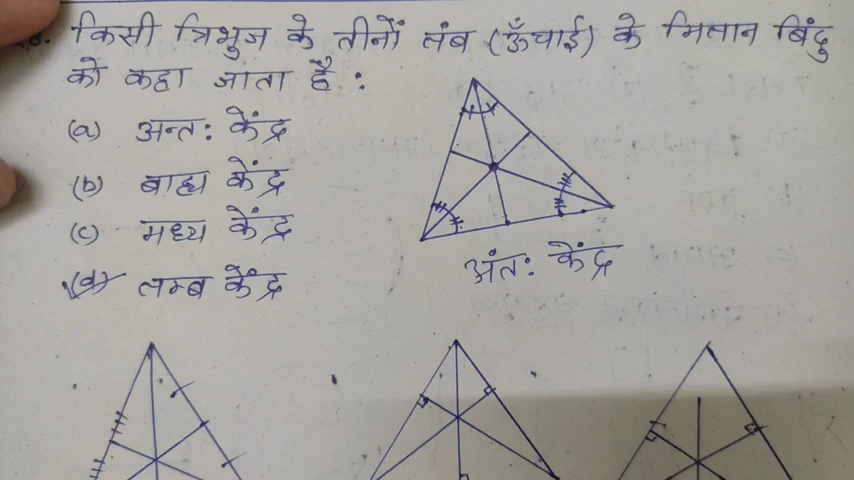 किसी त्रिभुज के तीनों लंब (ऊँचाई) के मिलान बिंदु
को कहा जाता है :
(a) अन्त: केंद्र
(b) बाह्य केंद्र
(c) मध्य केंद्र
(d) लम्ब केंद्र
अंत: केंद्र